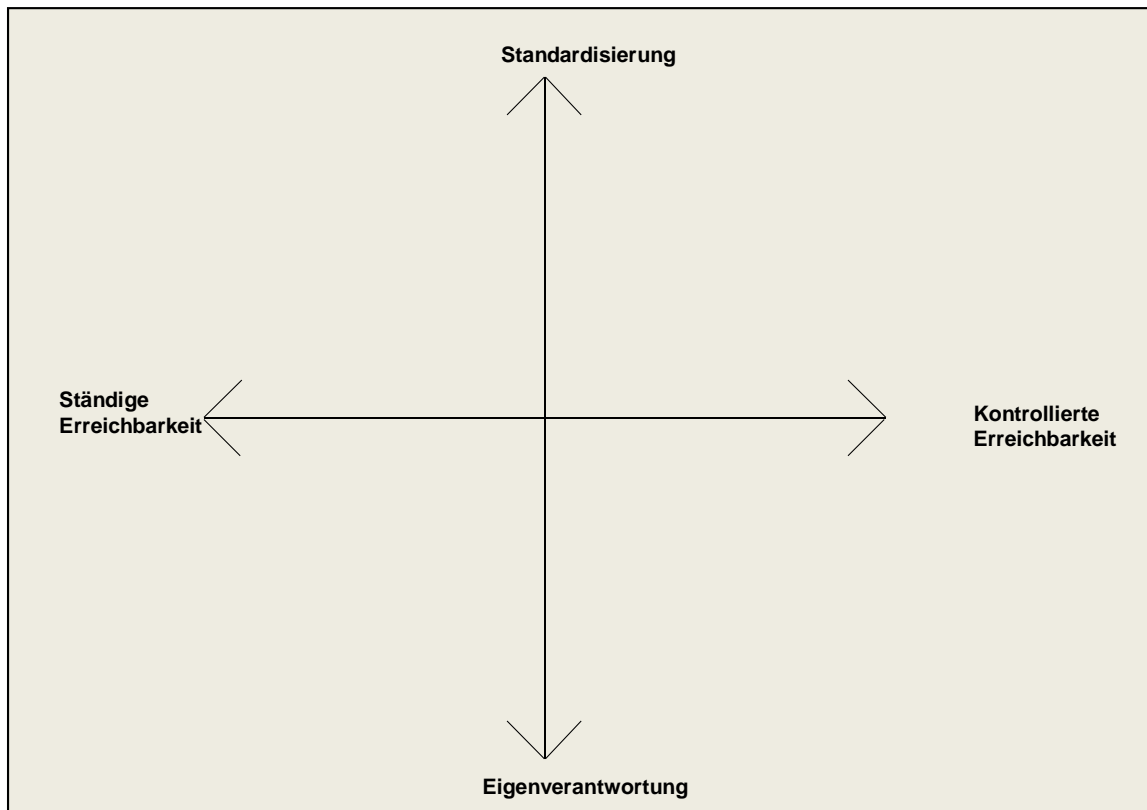 Standardisierung
Ständige
Erreichbarkeit
Kontrollierte
Erreichbarkeit
Eigenverantwortung